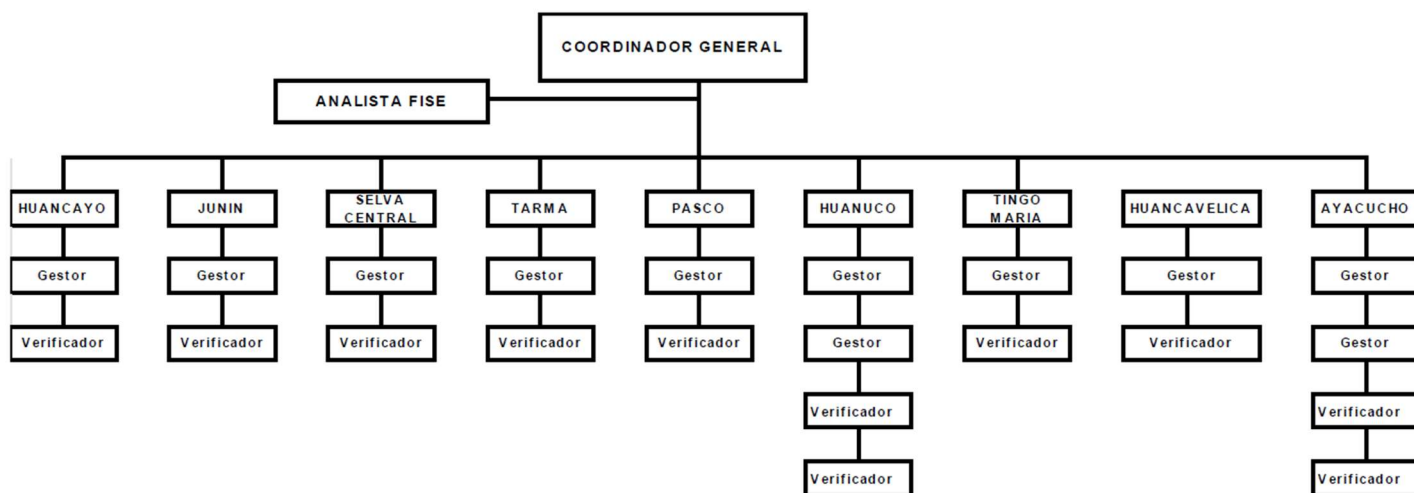 COORDINADOR GENERAL
ANALISTA FISE
HUANCAYO
JUNIN
SELVA
CENTRAL
TARMA
PASCO
HUANUCO
TINGO
MARIA
HUANCAVELICA
AYACUCHO
Gestor
Gestor
Gestor
Gestor
Gestor
Gestor
Gestor
Gestor
Gestor
Verificador
Verificador
Verificador
Verificador
Verificador
Gestor
Verificador
Verificador
Gestor
Verificador
Verificador
Verificador
Verificador